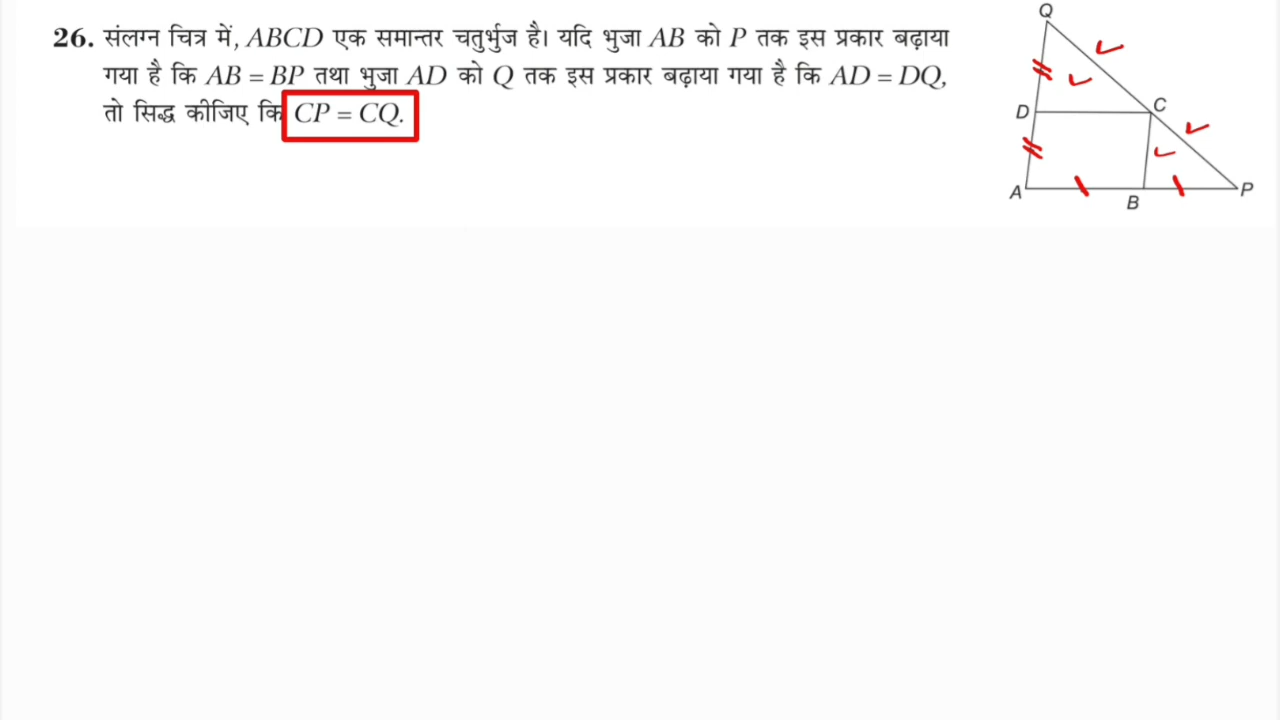 26. संलग्न चित्र में, ABCD एक समान्तर चतुर्भुज है। यदि भुजा AB को P तक इस प्रकार बढ़ाया
गया है कि AB = BP तथा भुजा AD को Q तक इस प्रकार बढ़ाया गया है कि AD = DQ,
तो सिद्ध कीजिए कि CP = CQ.
Q
D
C
A
B
P